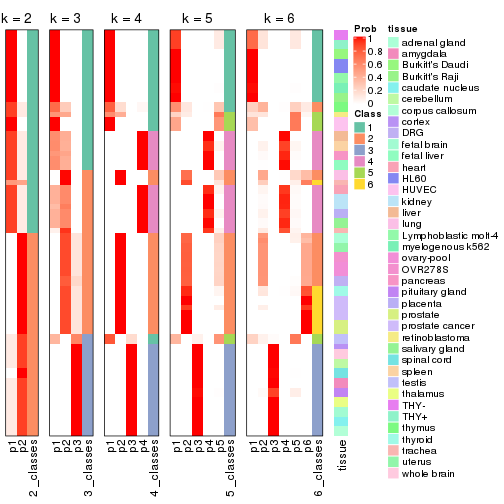 k = 2
k = 3
k = 4
k = 5
k = 6
Prob
1
0.8
0.6
0.4
0.2
0
Class
1
2
3
4
5
6
tissue
adrenal gland
amygdala
Burkitt's Daudi
Burkitt's Raji
caudate nucleus
cerebellum
corpus callosum
cortex
DRG
fetal brain
fetal liver
heart
HL60
HUVEC
kidney
liver
lung
Lymphoblastic molt-4
myelogenous k562
ovary-pool
OVR278S
pancreas
pituitary gland
placenta
prostate
prostate cancer
retinoblastoma
salivary gland
spinal cord
spleen
testis
thalamus
THY-
THY+
thymus
thyroid
trachea
uterus
whole brain
p1
p2
2_classes
p1
p2
p3
3_classes
p1
p2
p3
p4
4_classes
p1
p2
p3
p4
p5
5_classes
p1
p2
p3
p4
p5
p6
6_classes
tissue